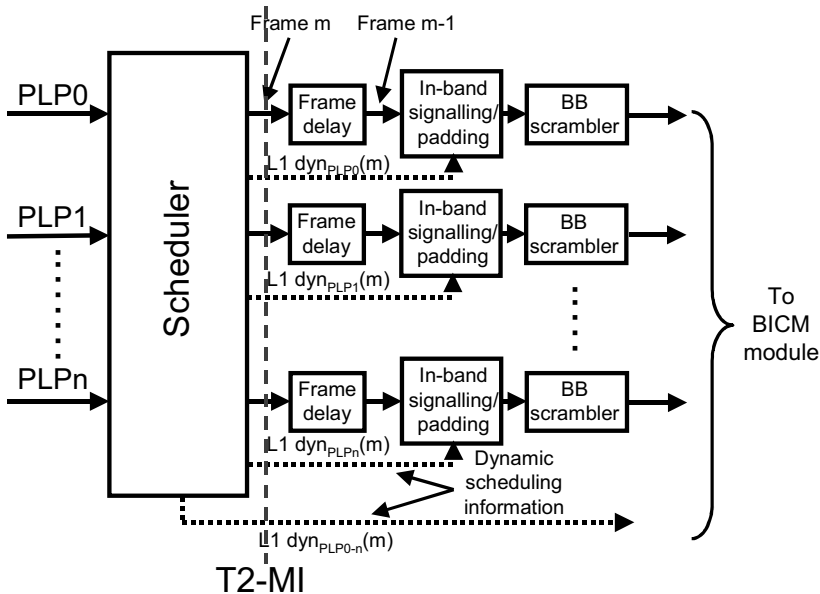 Frame m
Frame m-1
PLP0
Frame
delay
In-band
signalling/
padding
BB
scrambler
L1 dynPLP0(m)
PLP1
Scheduler
Frame
delay
In-band
signalling/
padding
BB
scrambler
L1 dynPLP1(m)
To
BICM
module
PLPn
Frame
delay
In-band
signalling/
padding
BB
scrambler
L1 dynPLPn(m)
Dynamic
scheduling
information
L1 dynPLP0-n(m)
T2-MI